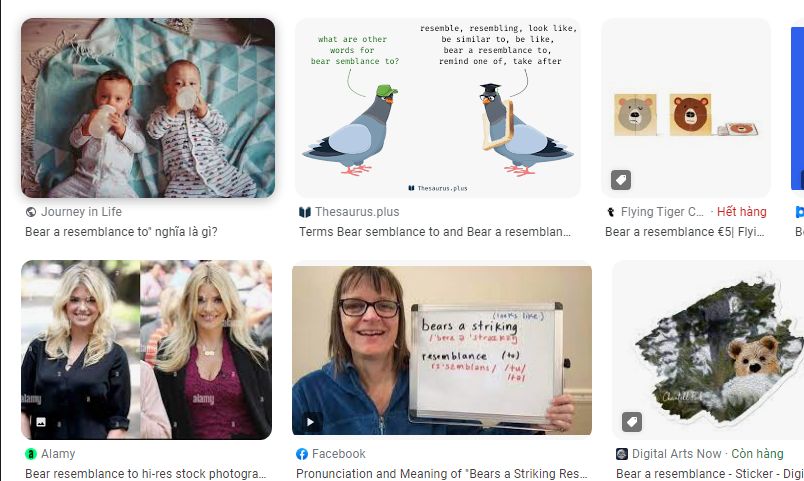 what are other
words for
bear semblance to?
resemble, resembling, look like,
be similar to, be like,
bear a resemblance to,
remind one of, take after
Thesaurus.plus
Journey in Life
Bear a resemblance to" nghĩa là gì?
Thesaurus.plus
Terms Bear semblance to and Bear a resemblan...
Flying Tiger C... · Hết hàng
Bear a resemblance €5| Flyi...
alamy
alamy
(looks like)
bears a striking
resemblance (to)
/tu/
/tə/
Alamy
Bear resemblance to hi-res stock photogra...
Facebook
Pronunciation and Meaning of "Bears a Striking Res...
Digital Arts Now · Còn hàng
Bear a resemblance - Sticker - Digi